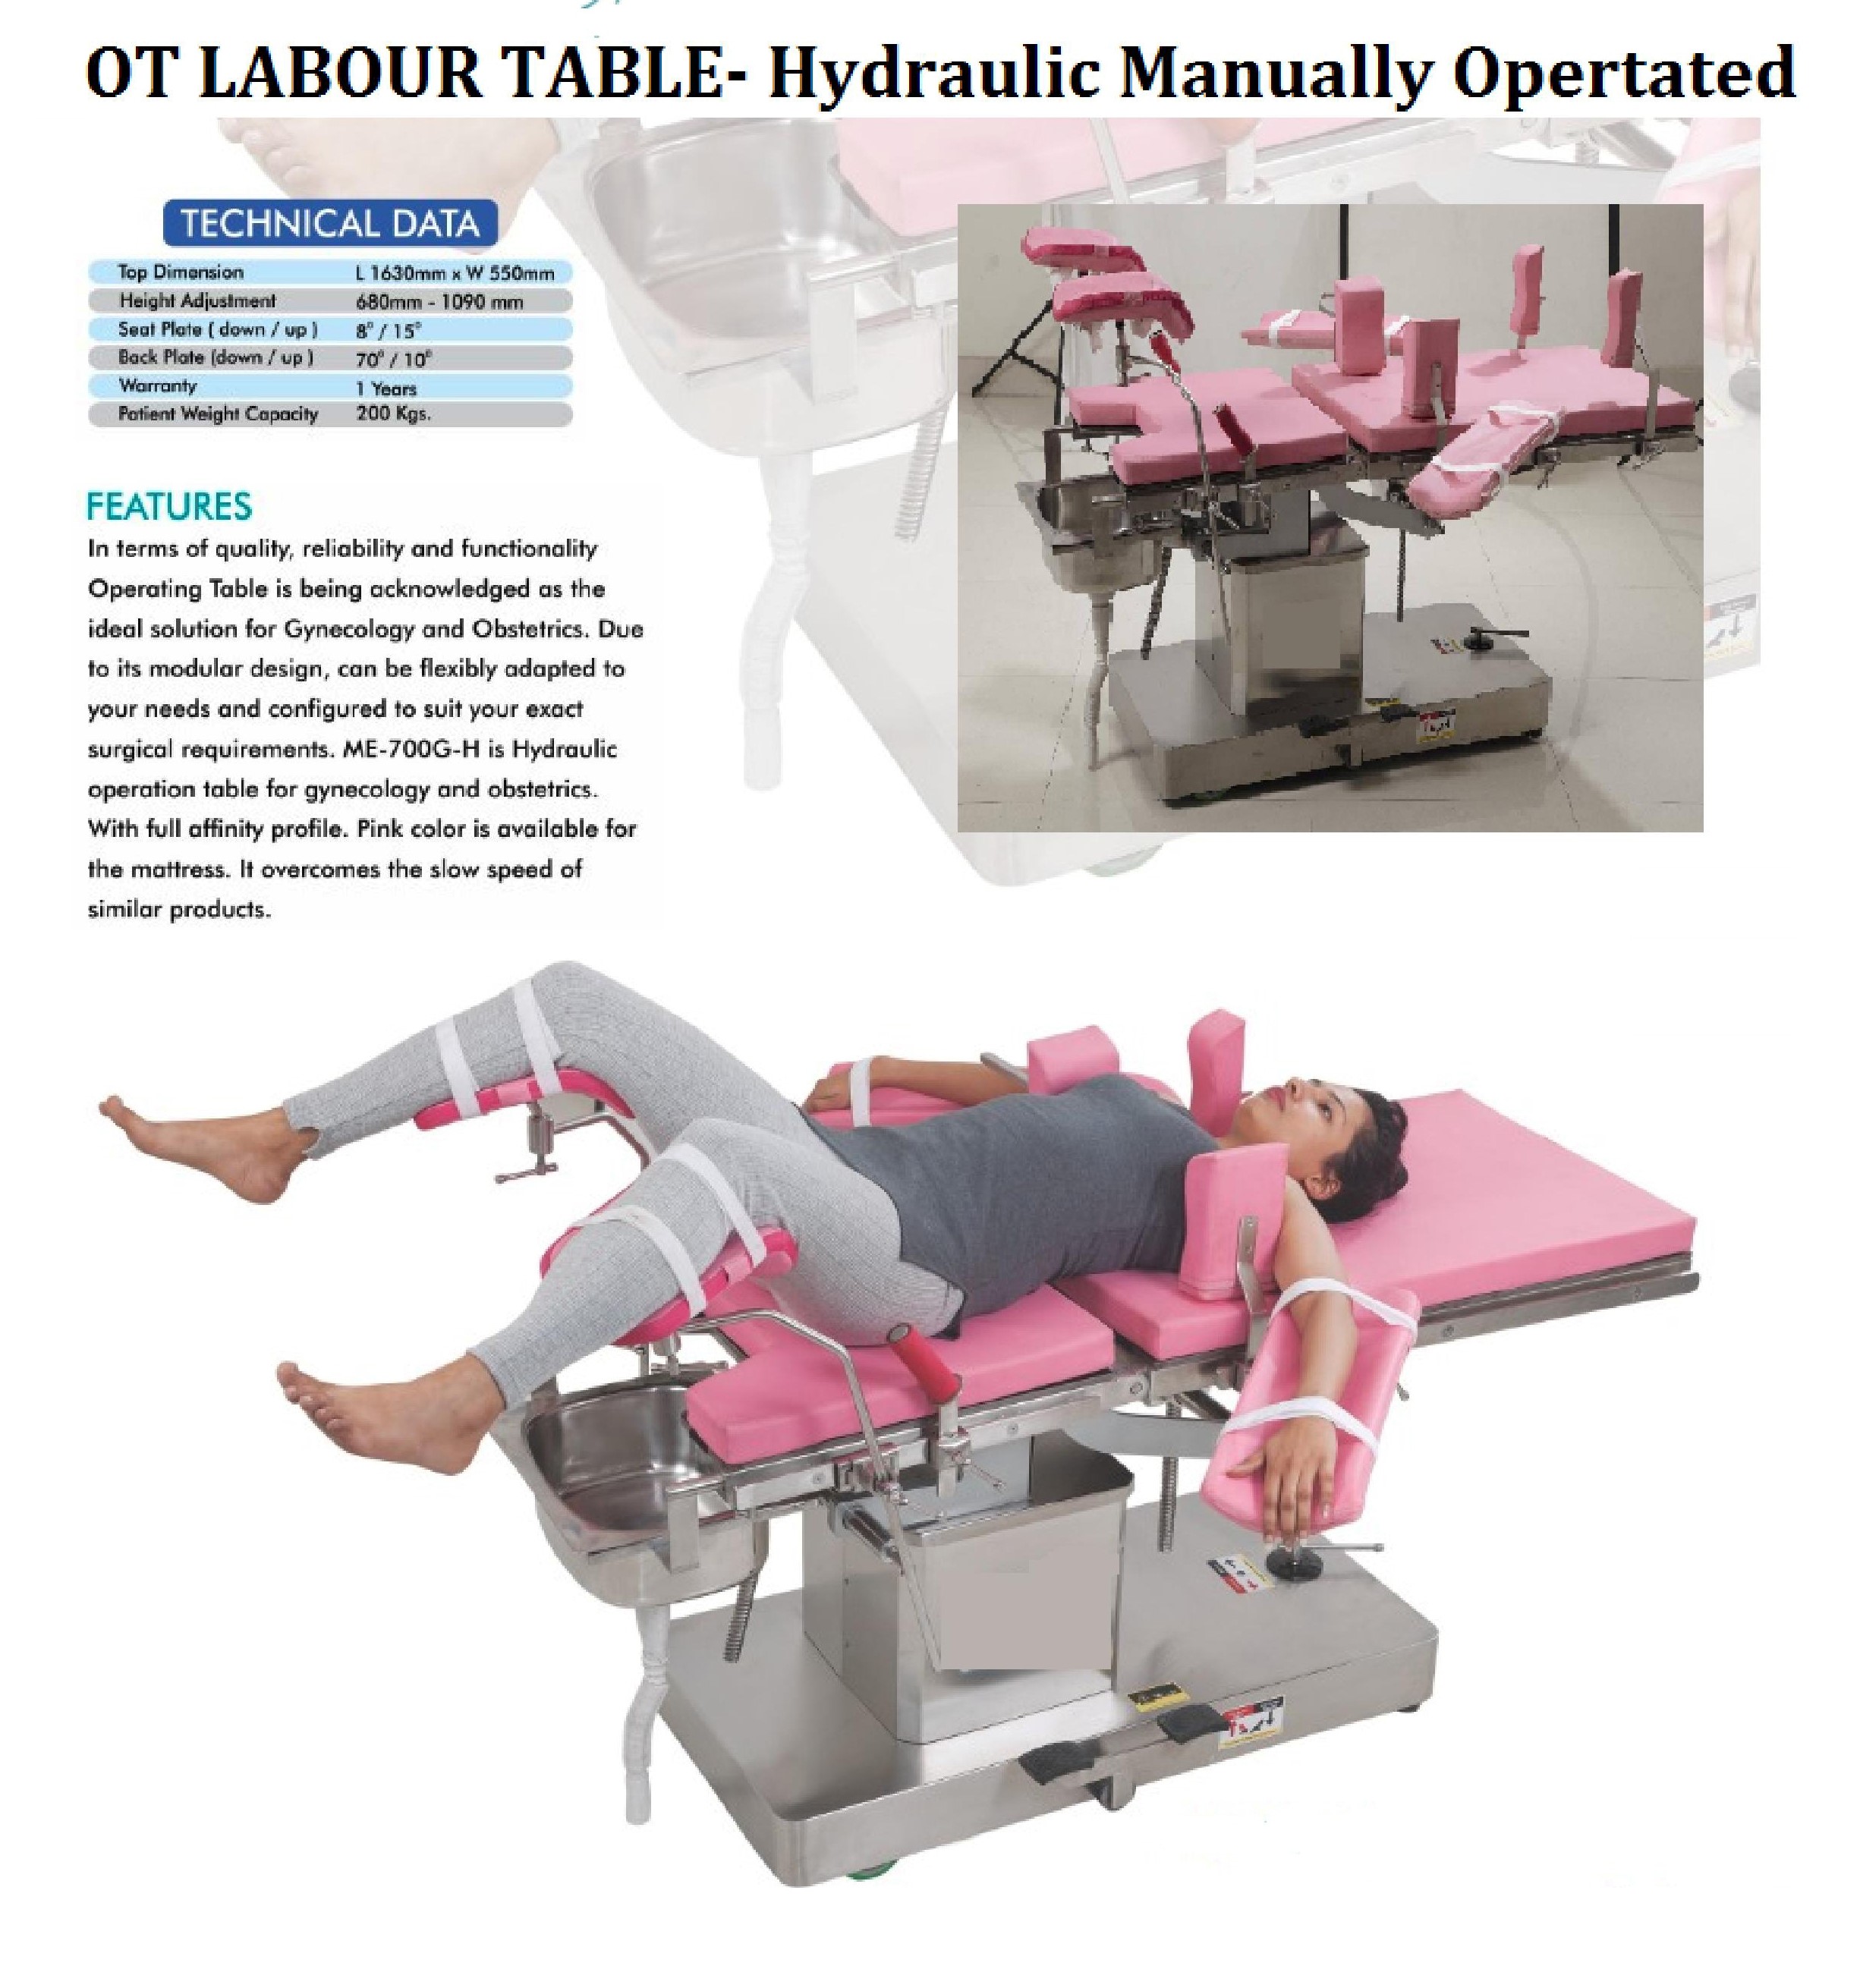 OT LABOUR TABLE- Hydraulic Manually Opertated
TECHNICAL DATA
Top Dimension L 1630mm x W 550mm
Height Adjustment 680mm - 1090 mm
Seat Plate ( down / up ) 8° / 15°
Back Plate (down / up ) 70° / 10°
Warranty 1 Years
Patient Weight Capacity 200 Kgs.
FEATURES
In terms of quality, reliability and functionality
Operating Table is being acknowledged as the
ideal solution for Gynecology and Obstetrics. Due
to its modular design, can be flexibly adapted to
your needs and configured to suit your exact
surgical requirements. ME-700G-H is Hydraulic
operation table for gynecology and obstetrics.
With full affinity profile. Pink color is available for
the mattress. It overcomes the slow speed of
similar products.